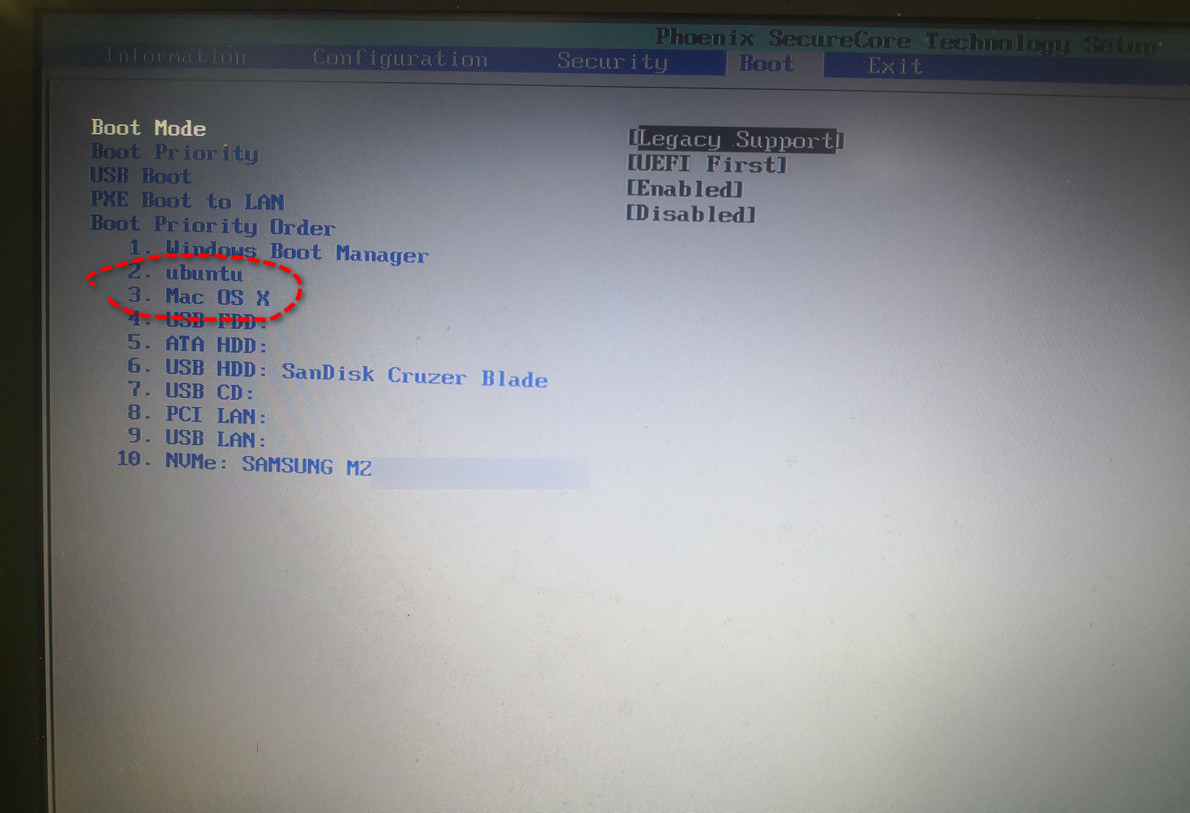 Phoenix SecureCore Technology Setup
Information Configuration Security Boot Exit
Boot Mode [Legacy Support]
Boot Priority [UEFI First]
USB Boot [Enabled]
PXE Boot to LAN [Disabled]
Boot Priority Order
1. Windows Boot Manager
2. ubuntu
3. Mac OS X
4. USB FDD:
5. ATA HDD:
6. USB HDD: SanDisk Cruzer Blade
7. USB CD:
8. PCI LAN:
9. USB LAN:
10. NVMe: SAMSUNG MZ